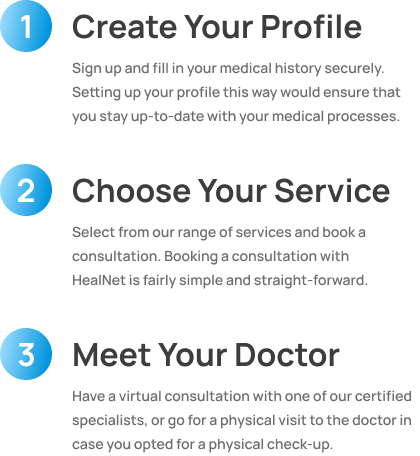 1
Create Your Profile
Sign up and fill in your medical history securely.
Setting up your profile this way would ensure that
you stay up-to-date with your medical processes.
2
Choose Your Service
Select from our range of services and book a
consultation. Booking a consultation with
HealNet is fairly simple and straight-forward.
3
Meet Your Doctor
Have a virtual consultation with one of our certified
specialists, or go for a physical visit to the doctor in
case you opted for a physical check-up.